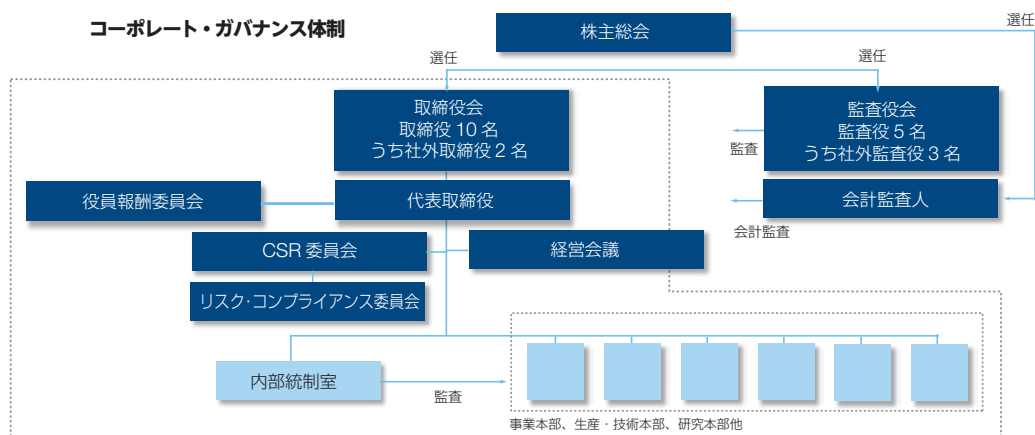 コーポレート・ガバナンス体制
株主総会
選任
選任
選任
取締役会
取締役 10 名
うち社外取締役 2 名
監査役会
監査役 5 名
うち社外監査役 3 名
監査
役員報酬委員会
代表取締役
会計監査人
会計監査
CSR 委員会
経営会議
リスク・コンプライアンス委員会
内部統制室
監査
事業本部、生産・技術本部、研究本部他